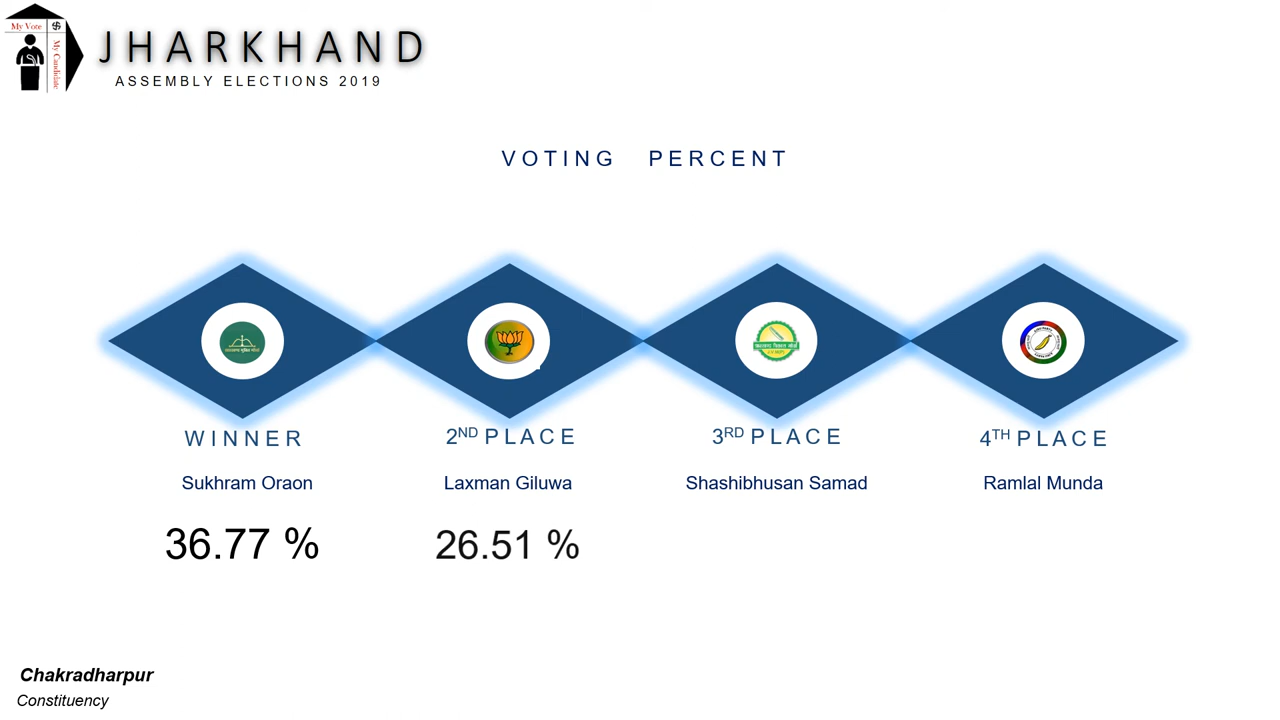 My Vote
My Candidate
JHARKHAND
ASSEMBLY ELECTIONS 2019
VOTING PERCENT
WINNER
2ND PLACE
3RD PLACE
4TH PLACE
Sukhram Oraon
Laxman Giluwa
Shashibhusan Samad
Ramlal Munda
36.77 %
26.51 %
Chakradharpur
Constituency